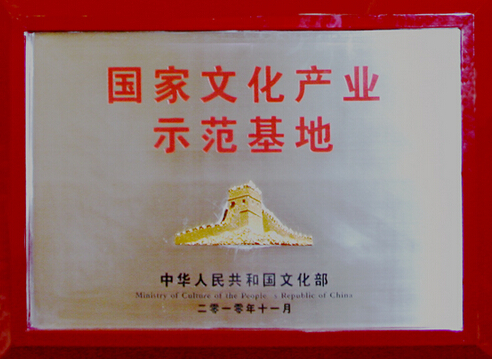 国家文化产业
示范基地
中华人民共和国文化部
Ministry of Culture of the People's Republic of China
二零一零年十一月